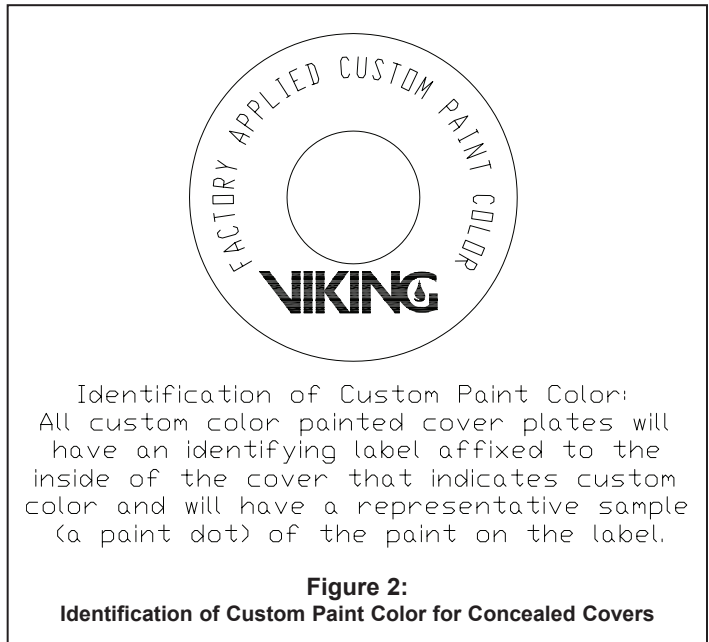 FACTORY APPLIED CUSTOM PAINT COLOR
VIKING
Identification of Custom Paint Color:
All custom color painted cover plates will
have an identifying label affixed to the
inside of the cover that indicates custom
color and will have a representative sample
(a paint dot) of the paint on the label.
Figure 2:
Identification of Custom Paint Color for Concealed Covers